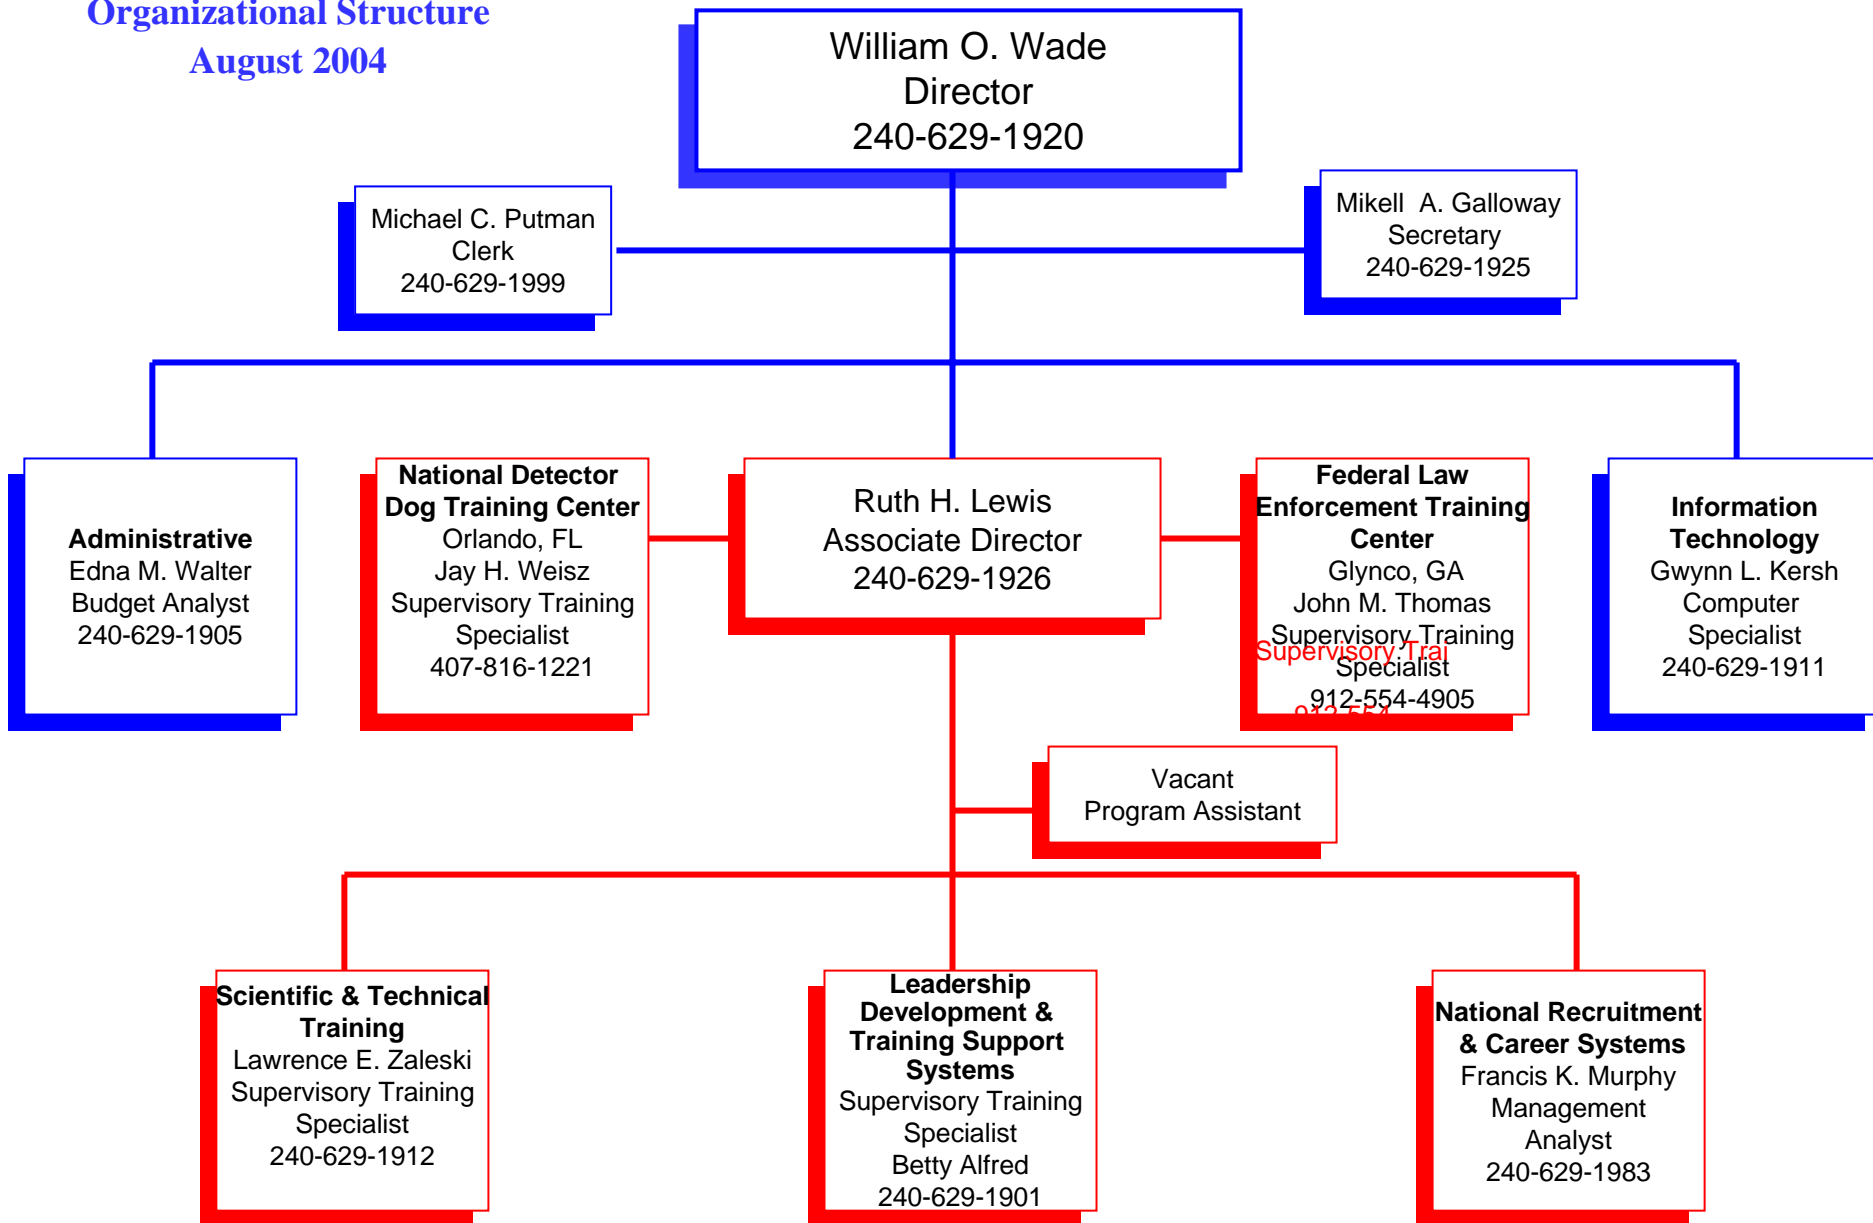 Organizational Structure
August 2004
William O. Wade
Director
240-629-1920
Michael C. Putman
Clerk
240-629-1999
Mikell A. Galloway
Secretary
240-629-1925
Administrative
Edna M. Walter
Budget Analyst
240-629-1905
National Detector
Dog Training Center
Orlando, FL
Jay H. Weisz
Supervisory Training
Specialist
407-816-1221
Ruth H. Lewis
Associate Director
240-629-1926
Federal Law
Enforcement Training
Center
Glynco, GA
John M. Thomas
Supervisory Training
Supervisory Trai
Specialist
912-554-4905
912-554
Information
Technology
Gwynn L. Kersh
Computer
Specialist
240-629-1911
Vacant
Program Assistant
Scientific & Technical
Training
Lawrence E. Zaleski
Supervisory Training
Specialist
240-629-1912
Leadership
Development &
Training Support
Systems
Supervisory Training
Specialist
Betty Alfred
240-629-1901
National Recruitment
& Career Systems
Francis K. Murphy
Management
Analyst
240-629-1983